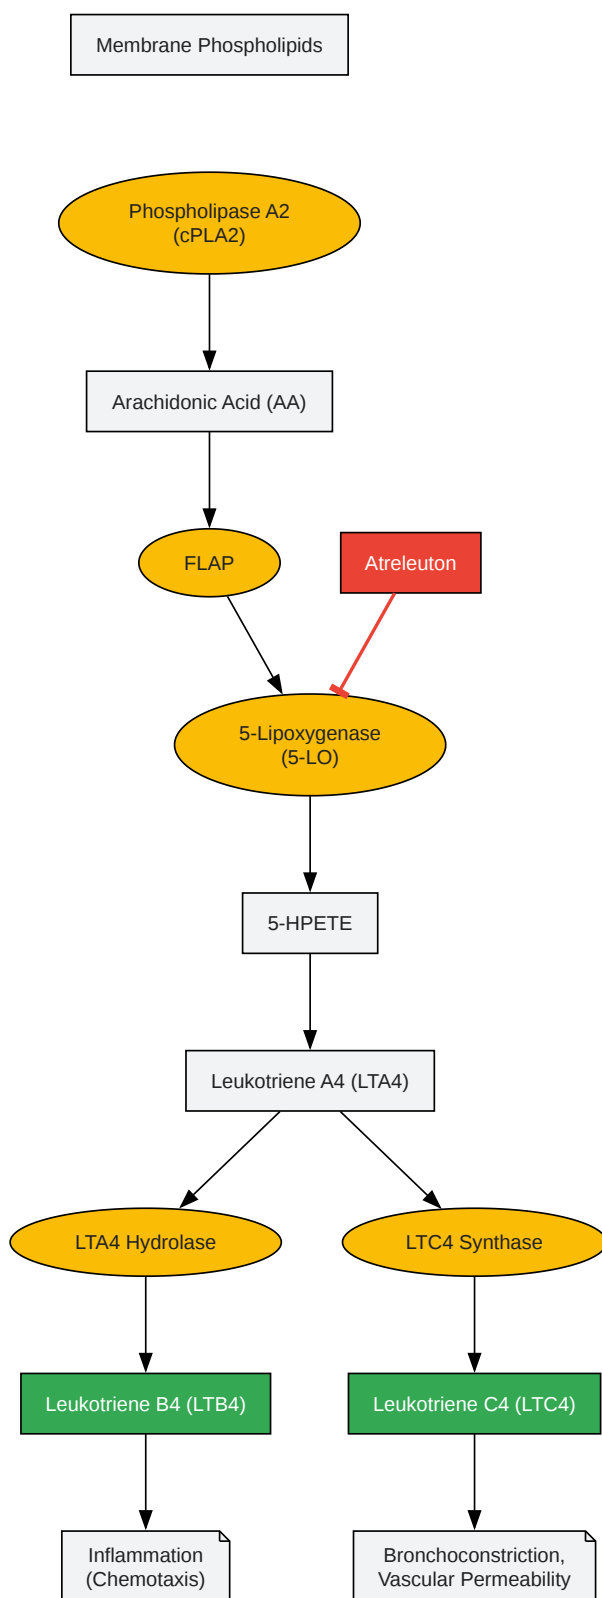 Membrane Phospholipids
Phospholipase A2
(cPLA2)
Arachidonic Acid (AA)
FLAP
Atreleuton
5-Lipoxygenase
(5-LO)
5-HPETE
Leukotriene A4 (LTA4)
LTA4 Hydrolase
LTC4 Synthase
Leukotriene B4 (LTB4)
Leukotriene C4 (LTC4)
Inflammation
(Chemotaxis)
Bronchoconstriction,
Vascular Permeability